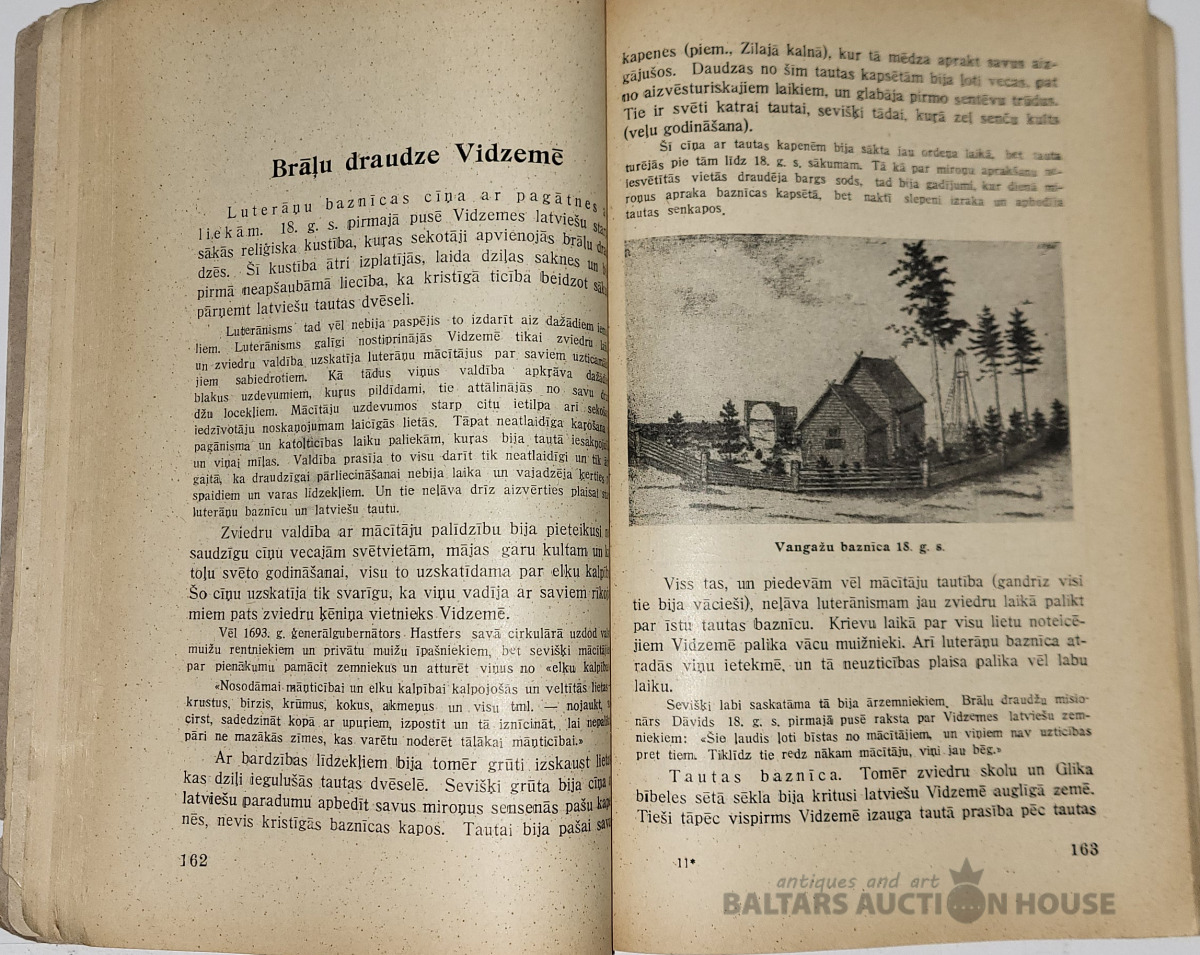 Brāļu draudze Vidzemē
Luterāņu baznīcas cīņa ar pagātnes
liekām. 18. g. s. pirmajā pusē Vidzemes latviešu
sākās reliģiska kustība, kuŗas sekotāji apvienojās brāļu
dzēs. Šī kustība ātri izplatījās, laida dziļas saknes un
pirmā neapšaubāmā liecība, ka kristīgā ticība beidzot
pārņemt latviešu tautas dvēseli.
Luterānisms tad vēl nebija paspējis to izdarīt aiz dažādiem
liem. Luterānisms galīgi nostiprinājās Vidzemē tikai zviedru
un zviedru valdība uzskatīja luterāņu mācītājus par saviem
jiem sabiedrotiem. Kā tādus viņus valdība apkrāva
blakus uzdevumiem, kuŗus pildīdami, tie attālinājās no savu
džu locekļiem. Mācītāju uzdevumos starp citu ietilpa arī
iedzīvotāju noskaņojumam laicīgās lietās. Tāpat neatlaidīga kaŗošana
pagānisma un katoļticības laiku paliekām, kuŗas bija tautā
un viņai mīļas. Valdība prasīja to visu darīt tik neatlaidīgi un tik
gajtā, ka draudzīgai pārliecināšanai nebija laika un vajadzēja ķerties
spaidiem un varas līdzekļiem. Un tie neļāva drīz aizvērties plaisai
luterāņu baznīcu un latviešu tautu.
Zviedru valdība ar mācītāju palīdzību bija pieteikusi
saudzīgu cīņu vecajām svētvietām, mājas garu kultam un
toļu svēto godināšanai, visu to uzskatīdama par elku
Šo cīņu uzskatīja tik svarīgu, ka viņu vadīja ar saviem
miem pats zviedru ķēniņa vietnieks Vidzemē.
Vēl 1693. g. ģenerālgubernātors Hastfers savā cirkulārā uzdod
muižu rentniekiem un privātu muižu īpašniekiem, bet sevišķi
par pienākumu pamācīt zemniekus un atturēt viņus no «elku
«Nosodāmai māņticībai un elku kalpībai kalpojošās un veltītās
krustus, birzis, krūmus, kokus, akmeņus un visu tml. — nojaukt,
cirst, sadedzināt kopā ar upuŗiem, izpostīt un tā iznīcināt, lai
pāri ne mazākās zīmes, kas varētu noderēt tālākai māņticībai.»
Ar bardzības līdzekļiem bija tomēr grūti izskaust
kas dziļi iegulušās tautas dvēselē. Sevišķi grūta bija cīņa
latviešu paradumu apbedīt savus miroņus semsenās pašu
nēs, nevis kristīgās baznīcas kapos. Tautai bija pašai
162
kapenes (piem., Zilajā kalnā), kur tā mēdza aprakt savus aiz-
gājušos. Daudzas no šīm tautas kapsētām bija ļoti vecas, pat
no aizvēsturiskajiem laikiem, un glabāja pirmo sentēvu trūdus.
Tie ir svēti katrai tautai, sevišķi tādai, kuŗā zeļ senču kults
(veļu godināšana).
Šī cīņa ar tautas kapenēm bija sākta jau ordeņa laikā, bet tauta
turējās pie tām līdz 18. g. s. sākumam. Tā kā par miroņu aprakšanu ne-
iesvētītās vietās draudēja bargs sods, tad bija gadījumi, kur dienā mi-
roņus apraka baznīcas kapsētā, bet naktī slepeni izraka un apbedīja
tautas senkapos.
Vangažu baznīca 18. g. s.
Viss tas, un piedevām vēl mācītāju tautība (gandrīz visi
tie bija vācieši), neļāva luterānismam jau zviedru laikā palikt
par īstu tautas baznīcu. Krievu laikā par visu lietu noteicē-
jiem Vidzemē palika vācu muižnieki. Arī luterāņu baznīca at-
radās viņu ietekmē, un tā neuzticības plaisa palika vēl labu
laiku.
Sevišķi labi saskatāma tā bija ārzemniekiem. Brāļu draudžu misio-
nārs Dāvids 18. g. s. pirmajā pusē raksta par Vidzemes latviešu zem-
niekiem: «Šie ļaudis ļoti bīstas no mācītājiem, un viņiem nav uzticības
pret tiem. Tiklīdz tie redz nākam mācītāju, viņi jau bēg.»
Tautas baznīca. Tomēr zviedru skolu un Glika
bībeles sētā sēkla bija kritusi latviešu Vidzemē auglīgā zemē.
Tieši tāpēc vispirms Vidzemē izauga tautā prasība pēc tautas
11*
163
antiques and art
BALTARS AUCTION HOUSE